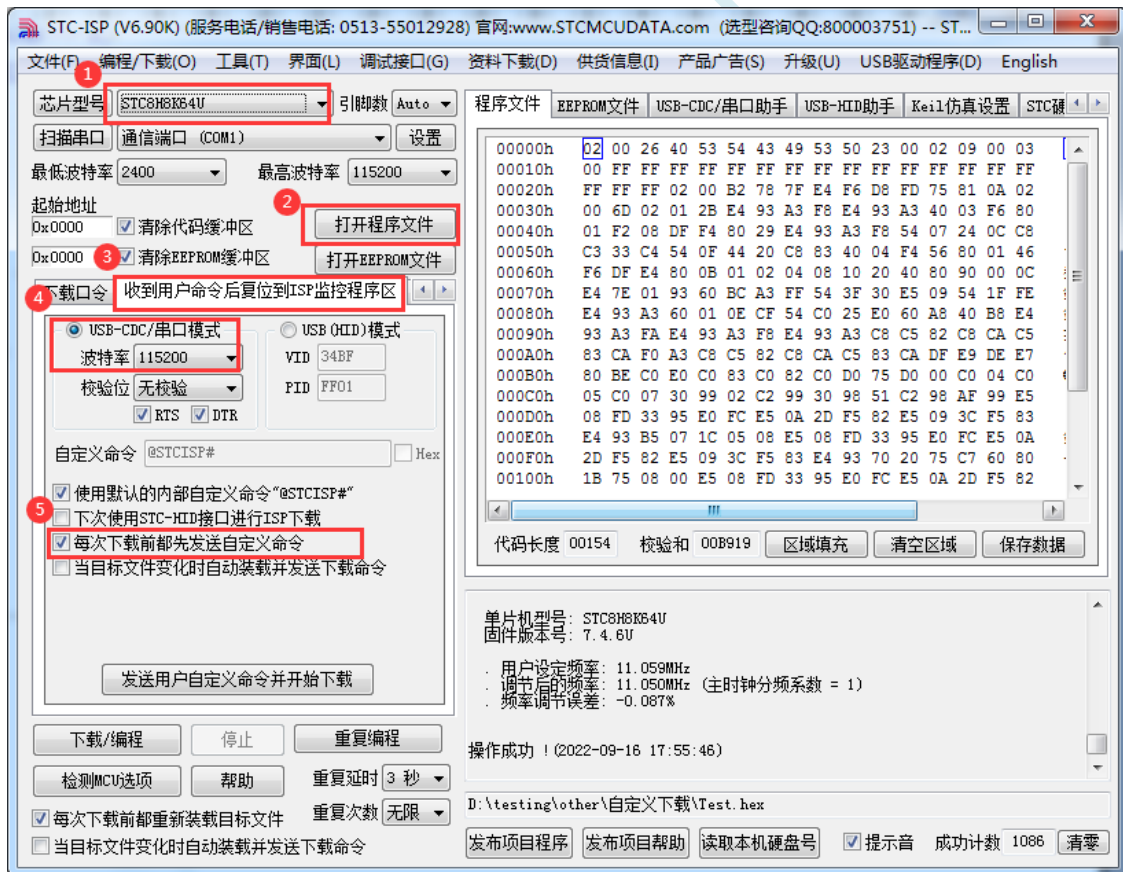 STC-ISP (V6.90K) (服务电话/销售电话: 0513-55012928) 官网:www.STCMCUDATA.com (选型咨询QQ:800003751) -- ST...
文件(F) 编程/下载(O) 工具(T) 界面(L) 调试接口(G) 资料下载(D) 供货信息(I) 产品广告(S) 升级(U) USB驱动程序(D) English
1
芯片型号 STC8H8K64U 引脚数 Auto
扫描串口 通信端口 (COM1) 设置
最低波特率 2400 最高波特率 115200
起始地址
2
0x0000 清除代码缓冲区 打开程序文件
0x0000 3 清除EEPROM缓冲区 打开EEPROM文件
4 下载口令 收到用户命令后复位到ISP监控程序区
USB-CDC/串口模式 USB(HID)模式
波特率 115200 VID 34BF
校验位 无校验 PID FF01
RTS DTR
自定义命令 @STCISP# Hex
使用默认的内部自定义命令"@STCISP#"
5
下次使用STC-HID接口进行ISP下载
每次下载前都先发送自定义命令
当目标文件变化时自动装载并发送下载命令
发送用户自定义命令并开始下载
下载/编程 停止 重复编程
检测MCU选项 帮助 重复延时 3 秒
每次下载前都重新装载目标文件 重复次数 无限
当目标文件变化时自动装载并发送下载命令
程序文件 EEPROM文件 USB-CDC/串口助手 USB-HID助手 Keil仿真设置 STC硬
00000h 02 00 26 40 53 54 43 49 53 50 23 00 02 09 00 03
00010h 00 FF FF FF FF FF FF FF FF FF FF FF FF FF FF FF
00020h FF FF FF 02 00 B2 78 7F E4 F6 D8 FD 75 81 0A 02
00030h 00 6D 02 01 2B E4 93 A3 F8 E4 93 A3 40 03 F6 80
00040h 01 F2 08 DF F4 80 29 E4 93 A3 F8 54 07 24 0C C8
00050h C3 33 C4 54 0F 44 20 C8 83 40 04 F4 56 80 01 46
00060h F6 DF E4 80 0B 01 02 04 08 10 20 40 80 90 00 0C
00070h E4 7E 01 93 60 BC A3 FF 54 3F 30 E5 09 54 1F FE
00080h E4 93 A3 60 01 0E CF 54 C0 25 E0 60 A8 40 B8 E4
00090h 93 A3 FA E4 93 A3 F8 E4 93 A3 C8 C5 82 C8 CA C5
000A0h 83 CA F0 A3 C8 C5 82 C8 CA C5 83 CA DF E9 DE E7
000B0h 80 BE C0 E0 C0 83 C0 82 C0 D0 75 D0 00 C0 04 C0
000C0h 05 C0 07 30 99 02 C2 99 30 98 51 C2 98 AF 99 E5
000D0h 08 FD 33 95 E0 FC E5 0A 2D F5 82 E5 09 3C F5 83
000E0h E4 93 B5 07 1C 05 08 E5 08 FD 33 95 E0 FC E5 0A
000F0h 2D F5 82 E5 09 3C F5 83 E4 93 70 20 75 C7 60 80
00100h 1B 75 08 00 E5 08 FD 33 95 E0 FC E5 0A 2D F5 82
代码长度 00154 校验和 00B919 区域填充 清空区域 保存数据
单片机型号: STC8H8K64U
固件版本号: 7.4.6U
. 用户设定频率: 11.059MHz
. 调节后的频率: 11.050MHz (主时钟分频系数 = 1)
. 频率调节误差: -0.087%
操作成功 !(2022-09-16 17:55:46)
D:\testing\other\自定义下载\Test.hex
发布项目程序 发布项目帮助 读取本机硬盘号 提示音 成功计数 1086 清零